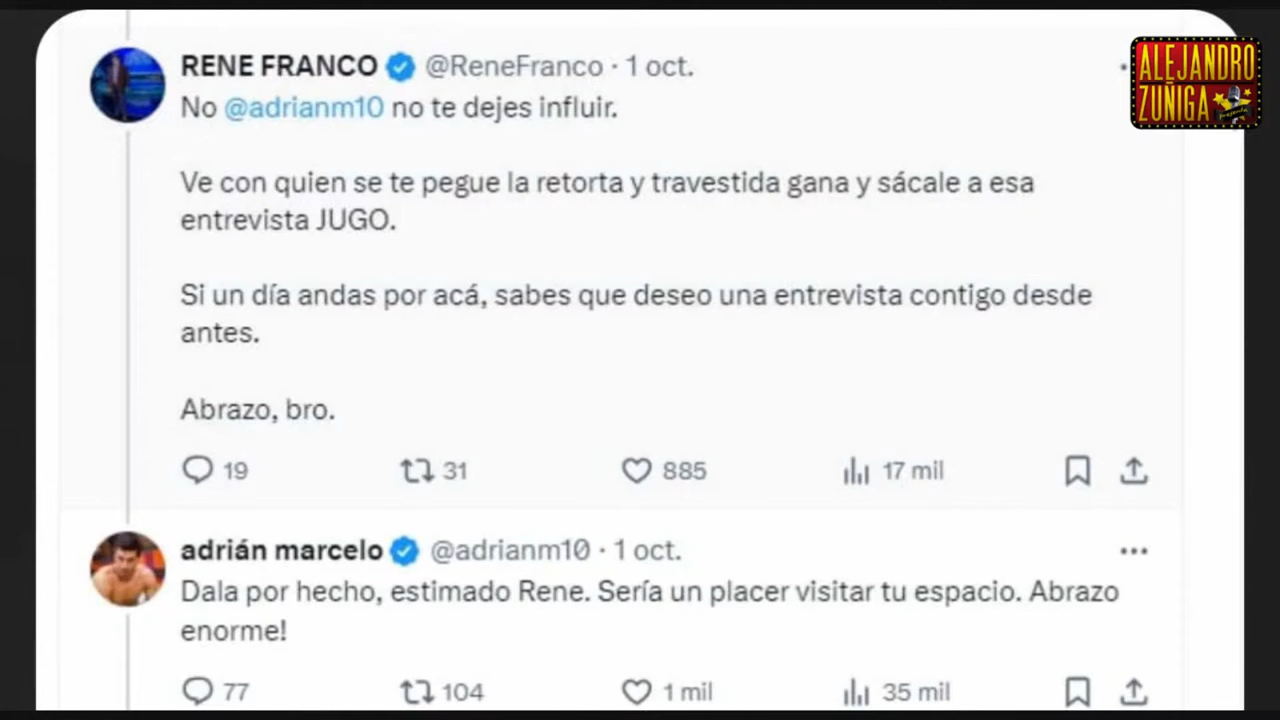 RENE FRANCO @ReneFranco · 1 oct.
No @adrianm10 no te dejes influir.
Ve con quien se te pegue la retorta y travestida gana y sácale a esa
entrevista JUGO.
Si un día andas por acá, sabes que deseo una entrevista contigo desde
antes.
Abrazo, bro.
19 31 885 17 mil
adrián marcelo @adrianm10 · 1 oct.
Dala por hecho, estimado Rene. Sería un placer visitar tu espacio. Abrazo
enorme!
77 104 1 mil 35 mil
ALEJANDRO
ZUÑIGA